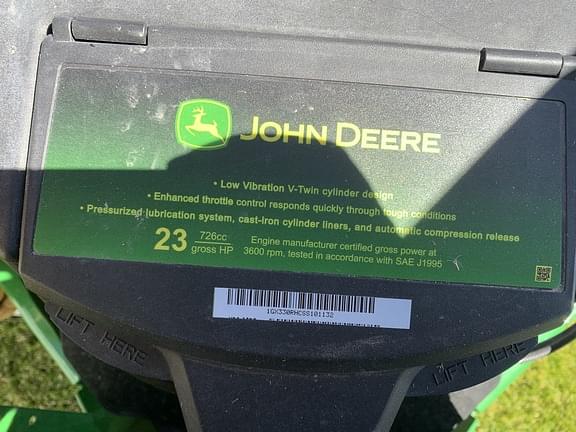 JOHN DEERE
• Low Vibration V-Twin cylinder design
• Enhanced throttle control responds quickly through tough conditions
• Pressurized lubrication system, cast-iron cylinder liners, and automatic compression release
23 726cc
gross HP
Engine manufacturer certified gross power at
3600 rpm, tested in accordance with SAE J1995
1GX330RHCSS101132
LIFT HERE
LIFT HERE